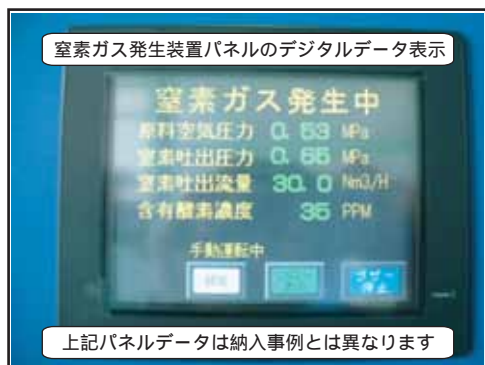 窒素ガス発生装置パネルのデジタルデータ表示
窒素ガス発生中
原料空気圧力 0.53 MPa
窒素吐出圧力 0.65 MPa
窒素吐出流量 30.0 Nm3/H
含有酸素濃度 35 PPM
手動運転中
ブザー
停止
上記パネルデータは納入事例とは異なります